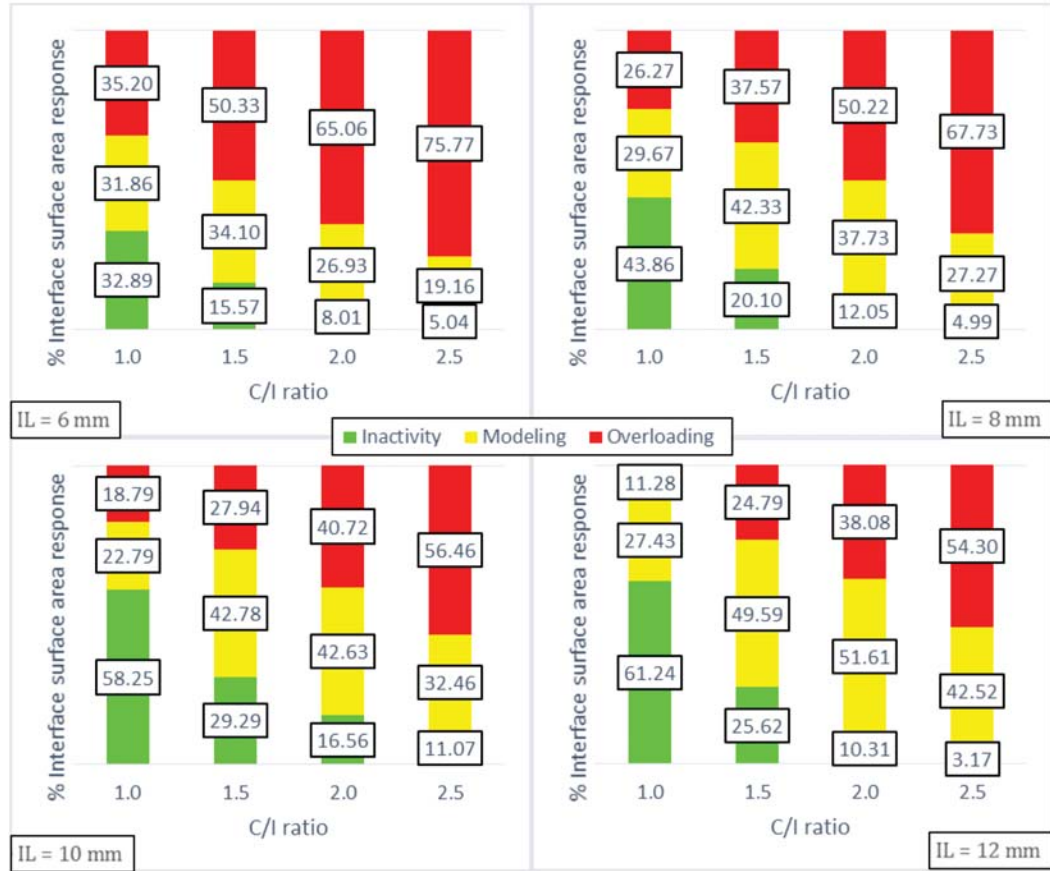 % Interface surface area response
35.20
50.33
65.06
75.77
31.86
34.10
26.93
19.16
32.89
15.57
8.01
5.04
1.0 1.5 2.0 2.5
C/I ratio
IL = 6 mm
% Interface surface area response
26.27
37.57
50.22
67.73
29.67
42.33
37.73
27.27
43.86
20.10
12.05
4.99
1.0 1.5 2.0 2.5
C/I ratio
IL = 8 mm
Inactivity Modeling Overloading
% Interface surface area response
18.79
27.94
40.72
56.46
22.79
42.78
42.63
32.46
58.25
29.29
16.56
11.07
1.0 1.5 2.0 2.5
C/I ratio
IL = 10 mm
% Interface surface area response
11.28
24.79
38.08
54.30
27.43
49.59
51.61
42.52
61.24
25.62
10.31
3.17
1.0 1.5 2.0 2.5
C/I ratio
IL = 12 mm